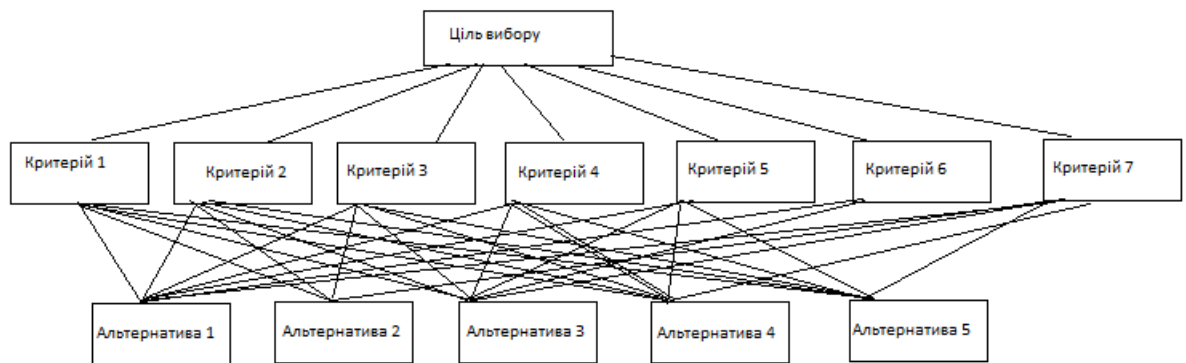 Ціль вибору
Критерій 1
Критерій 2
Критерій 3
Критерій 4
Критерій 5
Критерій 6
Критерій 7
Альтернатива 1
Альтернатива 2
Альтернатива 3
Альтернатива 4
Альтернатива 5